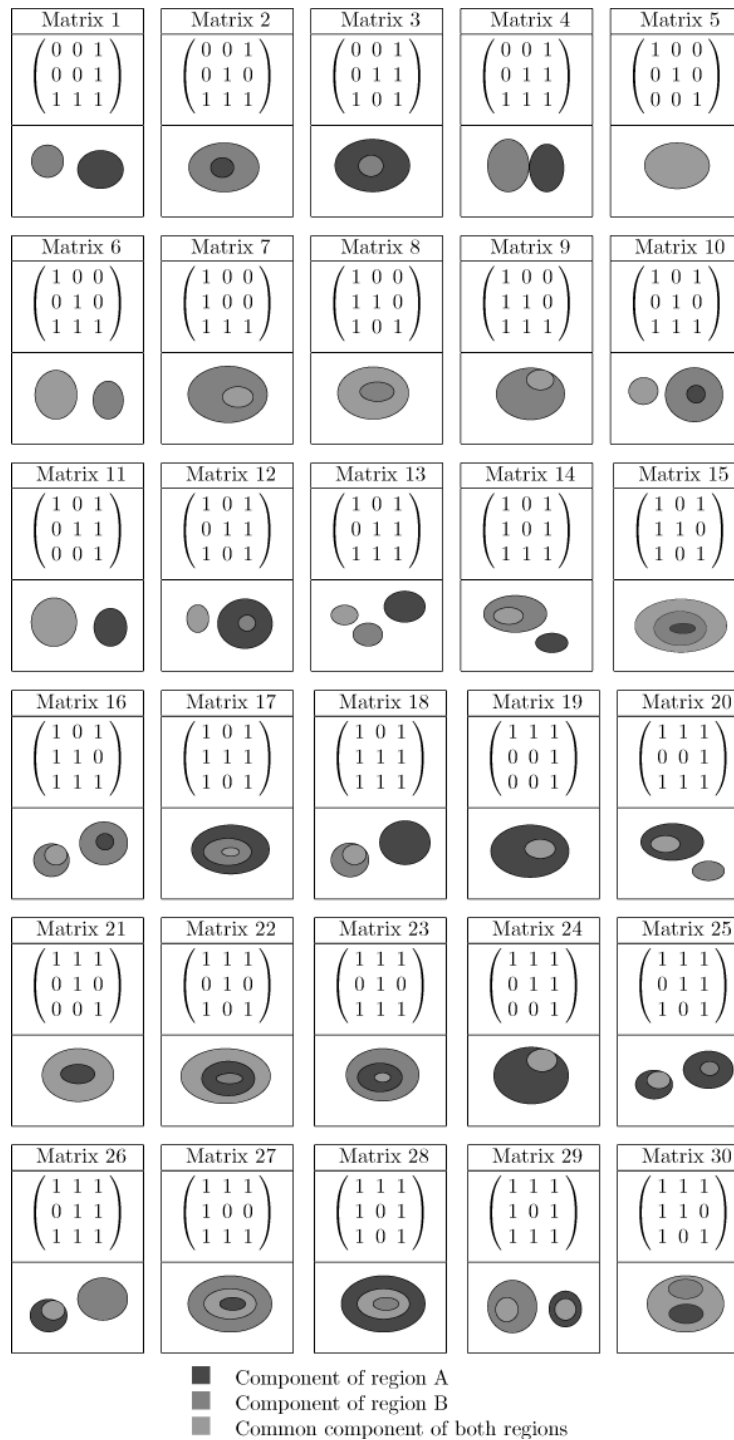 Matrix 1 Matrix 2 Matrix 3 Matrix 4 Matrix 5
0 0 1 0 0 1 0 0 1 0 0 1 1 0 0
0 0 1 0 1 0 0 1 1 0 1 1 0 1 0
1 1 1 1 1 1 1 0 1 1 1 1 0 0 1
Matrix 6 Matrix 7 Matrix 8 Matrix 9 Matrix 10
1 0 0 1 0 0 1 0 0 1 0 0 1 0 1
0 1 0 1 0 0 1 1 0 1 1 0 0 1 0
1 1 1 1 1 1 1 0 1 1 1 1 1 1 1
Matrix 11 Matrix 12 Matrix 13 Matrix 14 Matrix 15
1 0 1 1 0 1 1 0 1 1 0 1 1 0 1
0 1 1 0 1 1 0 1 1 1 0 1 1 1 0
0 0 1 1 0 1 1 1 1 1 1 1 1 0 1
Matrix 16 Matrix 17 Matrix 18 Matrix 19 Matrix 20
1 0 1 1 0 1 1 0 1 1 1 1 1 1 1
1 1 0 1 1 1 1 1 1 0 0 1 0 0 1
1 1 1 1 0 1 1 1 1 0 0 1 1 1 1
Matrix 21 Matrix 22 Matrix 23 Matrix 24 Matrix 25
1 1 1 1 1 1 1 1 1 1 1 1 1 1 1
0 1 0 0 1 0 0 1 0 0 1 1 0 1 1
0 0 1 1 0 1 1 1 1 0 0 1 1 0 1
Matrix 26 Matrix 27 Matrix 28 Matrix 29 Matrix 30
1 1 1 1 1 1 1 1 1 1 1 1 1 1 1
0 1 1 1 0 0 1 0 1 1 0 1 1 1 0
1 1 1 1 1 1 1 0 1 1 1 1 1 0 1
Component of region A
Component of region B
Common component of both regions